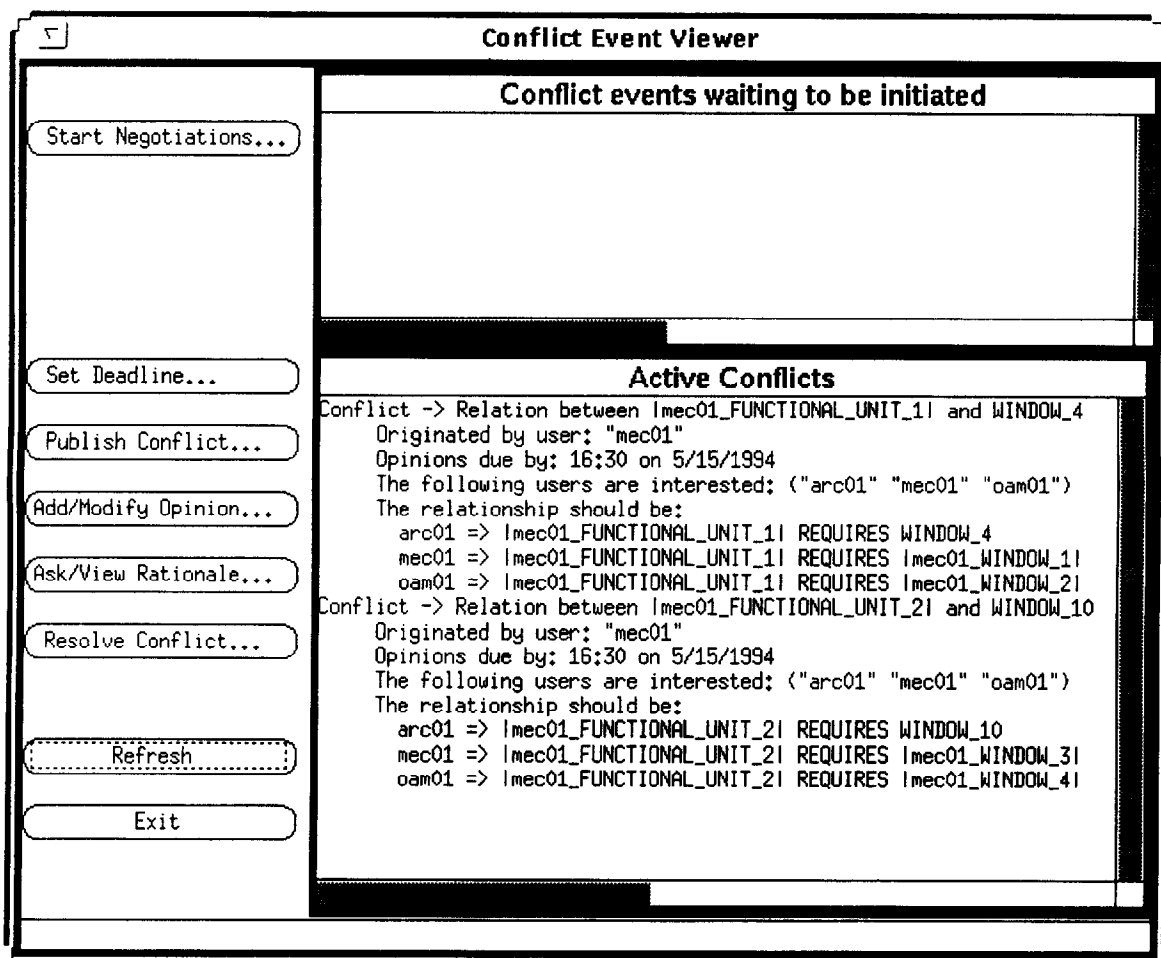 Conflict Event Viewer
Conflict events waiting to be initiated
Start Negotiations...
Set Deadline...
Publish Conflict...
Add/Modify Opinion...
Ask/View Rationale...
Resolve Conflict...
Refresh
Exit
Active Conflicts
Conflict -> Relation between |mec01_FUNCTIONAL_UNIT_1| and WINDOW_4
Originated by user: "mec01"
Opinions due by: 16:30 on 5/15/1994
The following users are interested: ("arc01" "mec01" "oam01")
The relationship should be:
arc01 => |mec01_FUNCTIONAL_UNIT_1| REQUIRES WINDOW_4
mec01 => |mec01_FUNCTIONAL_UNIT_1| REQUIRES |mec01_WINDOW_1|
oam01 => |mec01_FUNCTIONAL_UNIT_1| REQUIRES |mec01_WINDOW_2|
Conflict -> Relation between |mec01_FUNCTIONAL_UNIT_2| and WINDOW_10
Originated by user: "mec01"
Opinions due by: 16:30 on 5/15/1994
The following users are interested: ("arc01" "mec01" "oam01")
The relationship should be:
arc01 => |mec01_FUNCTIONAL_UNIT_2| REQUIRES WINDOW_10
mec01 => |mec01_FUNCTIONAL_UNIT_2| REQUIRES |mec01_WINDOW_3|
oam01 => |mec01_FUNCTIONAL_UNIT_2| REQUIRES |mec01_WINDOW_4|